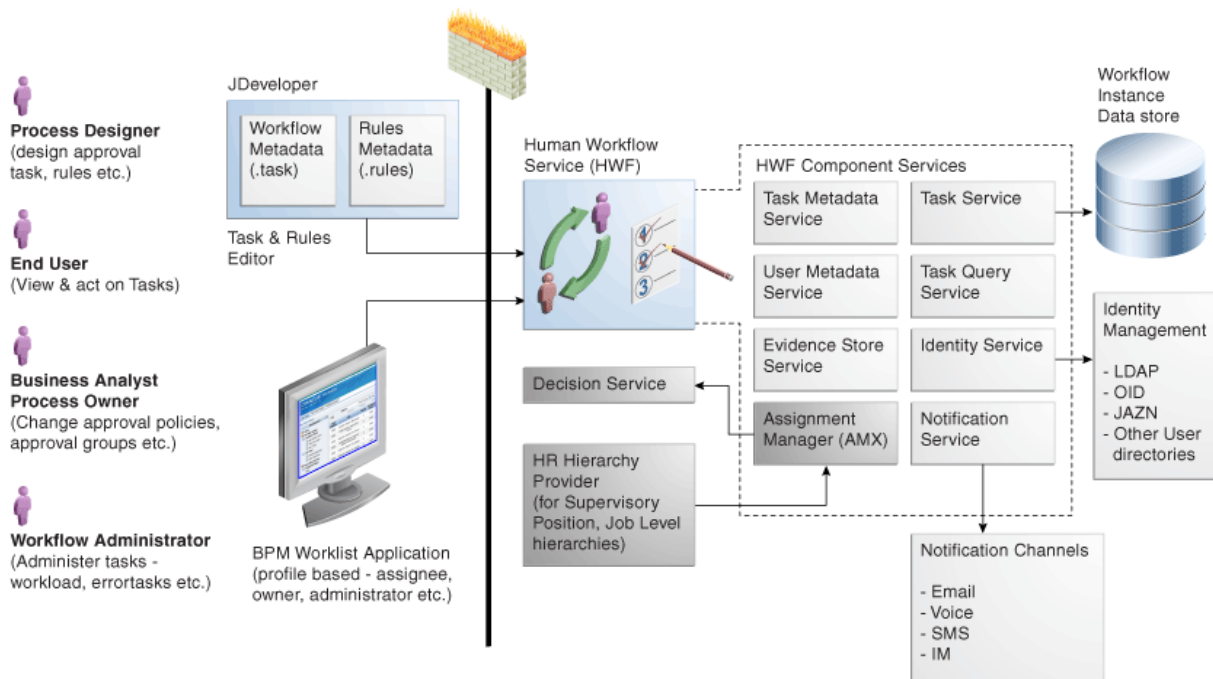 Process Designer
(design approval
task, rules etc.)
End User
(View & act on Tasks)
Business Analyst
Process Owner
(Change approval policies,
approval groups etc.)
Workflow Administrator
(Administer tasks -
workload, errortasks etc.)
JDeveloper
Workflow
Metadata
(.task)
Rules
Metadata
(.rules)
Task & Rules
Editor
BPM Worklist Application
(profile based - assignee,
owner, administrator etc.)
Human Workflow
Service (HWF)
1
2
3
Decision Service
HR Hierarchy
Provider
(for Supervisory
Position, Job Level
hierarchies)
HWF Component Services
Task Metadata
Service
Task Service
User Metadata
Service
Task Query
Service
Evidence Store
Service
Identity Service
Assignment
Manager (AMX)
Notification
Service
Workflow
Instance
Data store
Identity
Management
- LDAP
- OID
- JAZN
- Other User
directories
Notification Channels
- Email
- Voice
- SMS
- IM